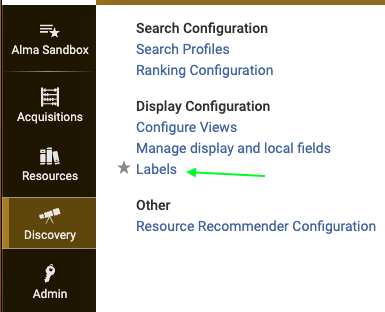 Alma Sandbox
Acquisitions
Resources
Discovery
Admin
Search Configuration
Search Profiles
Ranking Configuration
Display Configuration
Configure Views
Manage display and local fields
Labels
Other
Resource Recommender Configuration